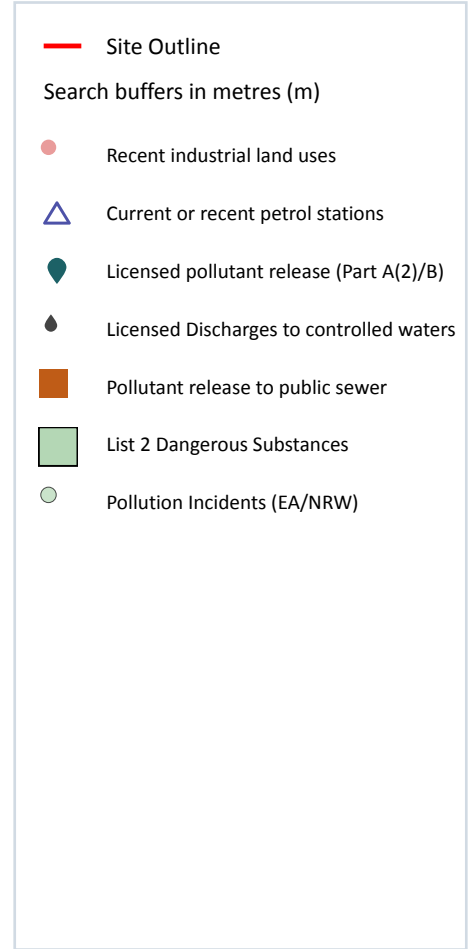 Site Outline
Search buffers in metres (m)
Recent industrial land uses
Current or recent petrol stations
Licensed pollutant release (Part A(2)/B)
Licensed Discharges to controlled waters
Pollutant release to public sewer
List 2 Dangerous Substances
Pollution Incidents (EA/NRW)